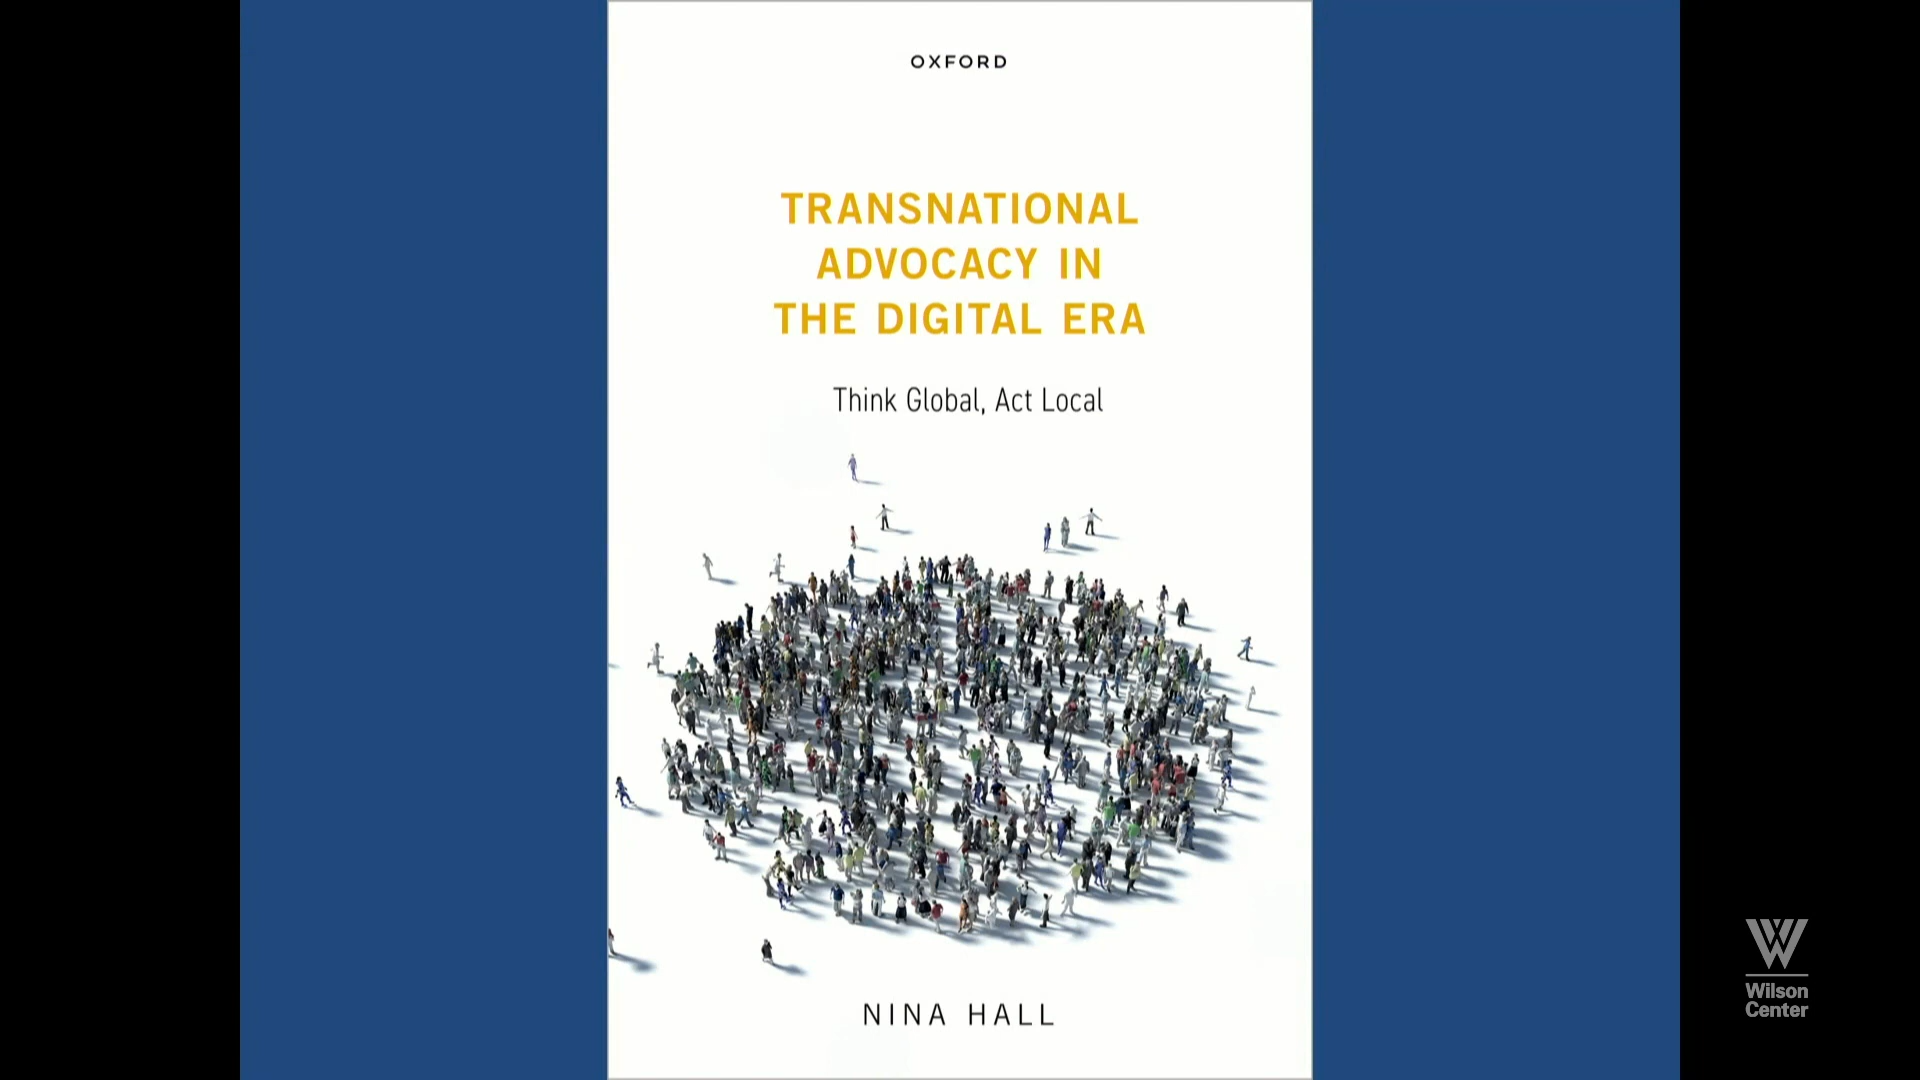 OXFORD
TRANSNATIONAL
ADVOCACY IN
THE DIGITAL ERA
Think Global, Act Local
NINA HALL
Wilson
Center